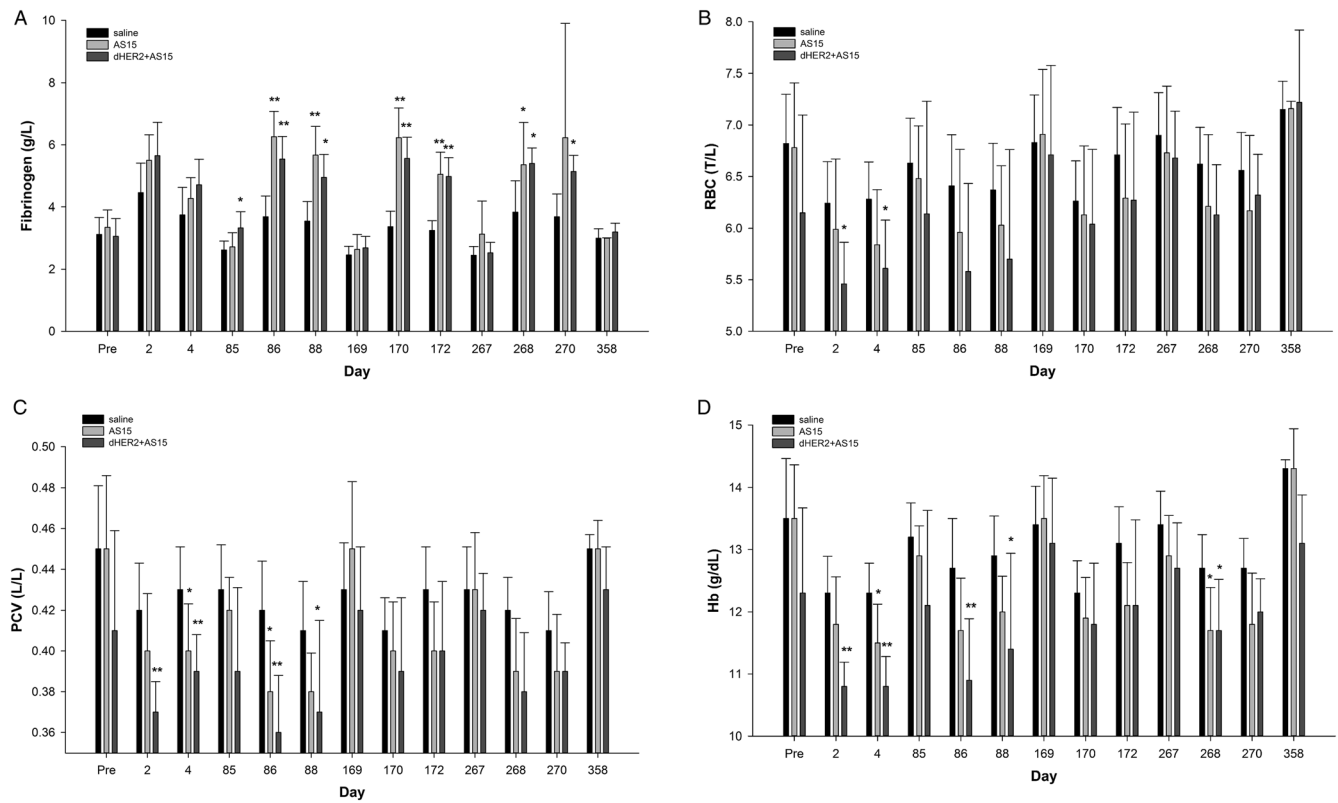 A
saline
AS15
dHER2+AS15
Fibrinogen (g/L)
10
8
6
4
2
0
** ** ** * * ** ** ** ** * * *
Pre 2 4 85 86 88 169 170 172 267 268 270 358
Day
B
saline
AS15
dHER2+AS15
RBC (T/L)
8.0
7.5
7.0
6.5
6.0
5.5
5.0
* *
Pre 2 4 85 86 88 169 170 172 267 268 270 358
Day
C
saline
AS15
dHER2+AS15
PCV (L/L)
0.50
0.48
0.46
0.44
0.42
0.40
0.38
0.36
** * ** * ** *
Pre 2 4 85 86 88 169 170 172 267 268 270 358
Day
D
saline
AS15
dHER2+AS15
Hb (g/dL)
15
14
13
12
11
10
** * ** ** * * *
Pre 2 4 85 86 88 169 170 172 267 268 270 358
Day